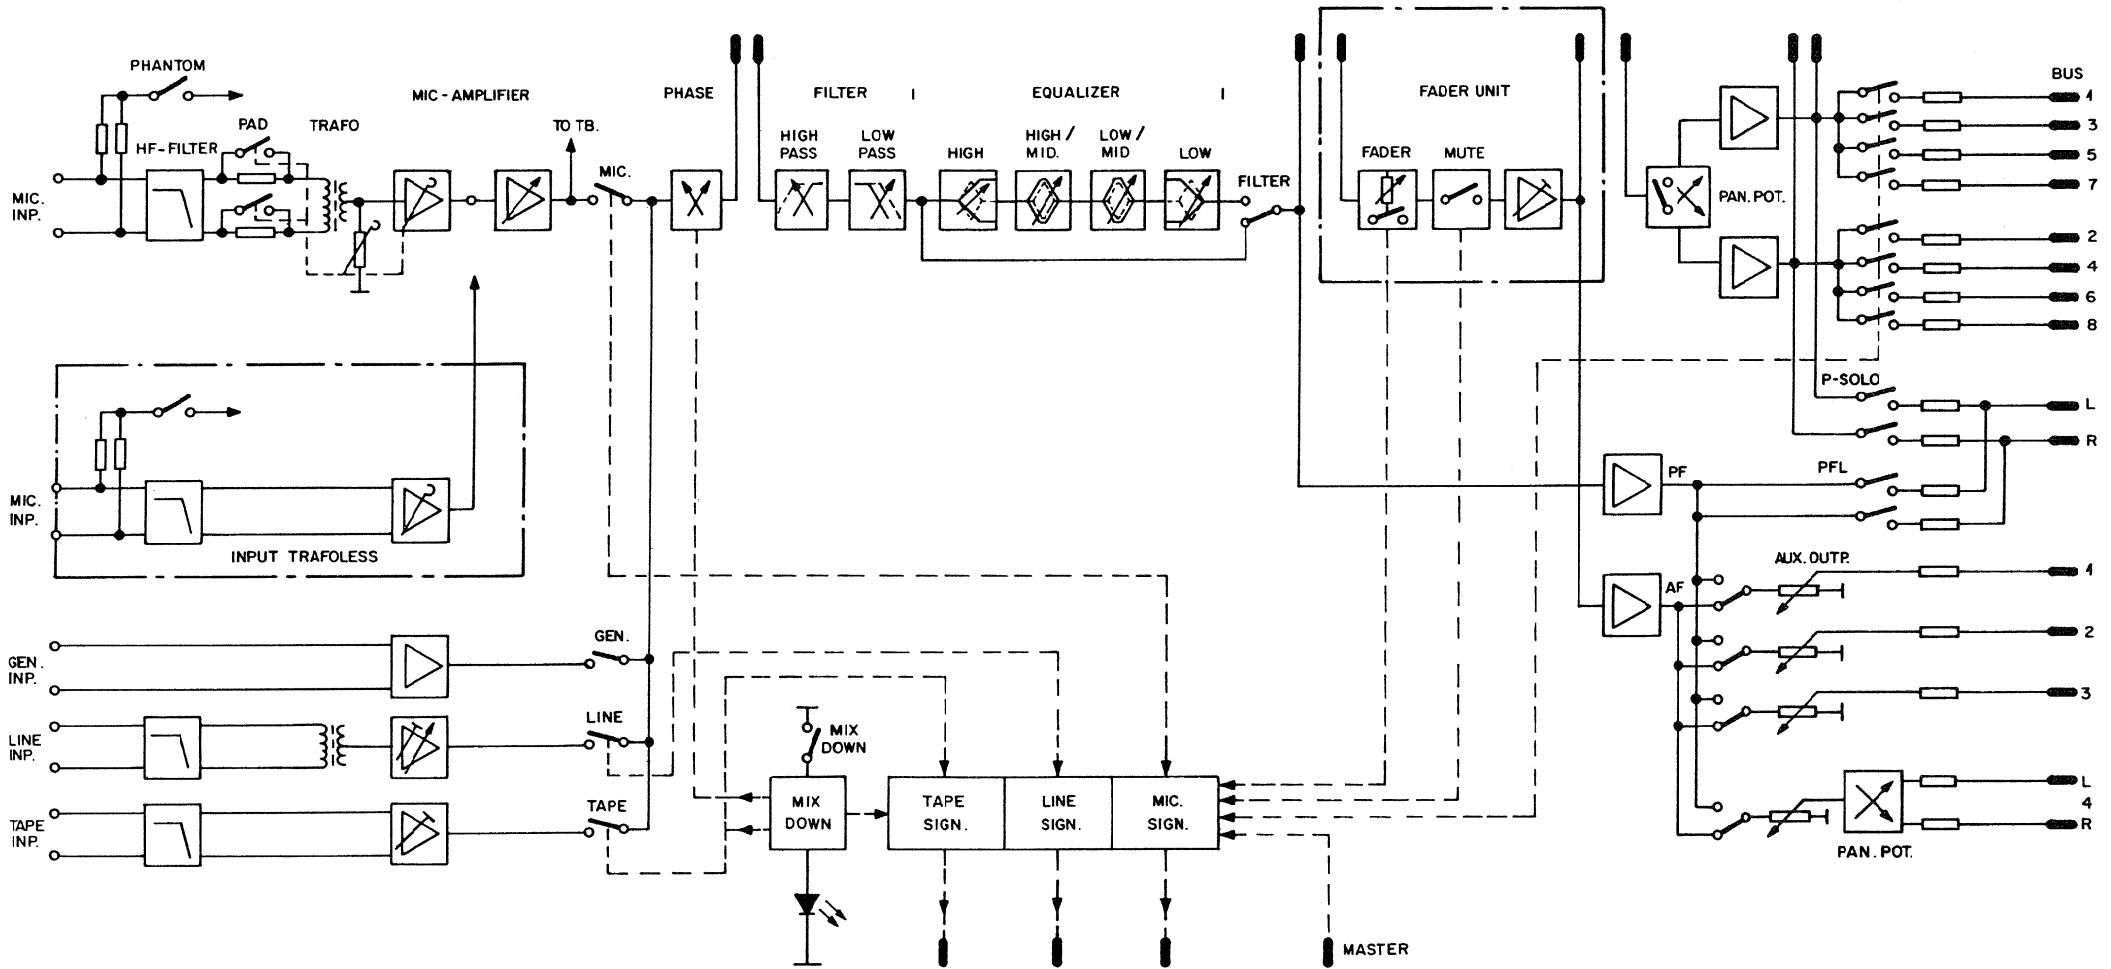 PHANTOM
MIC-AMPLIFIER
PHASE
FILTER
EQUALIZER
FADER UNIT
BUS
1
3
5
7
2
4
6
8
HF-FILTER
PAD
TRAFO
TO TB.
MIC.
HIGH
PASS
LOW
PASS
HIGH
HIGH /
MID.
LOW /
MID
LOW
FILTER
FADER
MUTE
PAN. POT.
MIC.
INP.
P-SOLO
L
R
PF
PFL
MIC.
INP.
INPUT TRAFOLESS
AF
AUX. OUTP.
1
2
3
GEN.
INP.
GEN.
LINE
INP.
LINE
TAPE
INP.
TAPE
MIX
DOWN
MIX
DOWN
TAPE
SIGN.
LINE
SIGN.
MIC.
SIGN.
L
4
R
PAN. POT.
MASTER